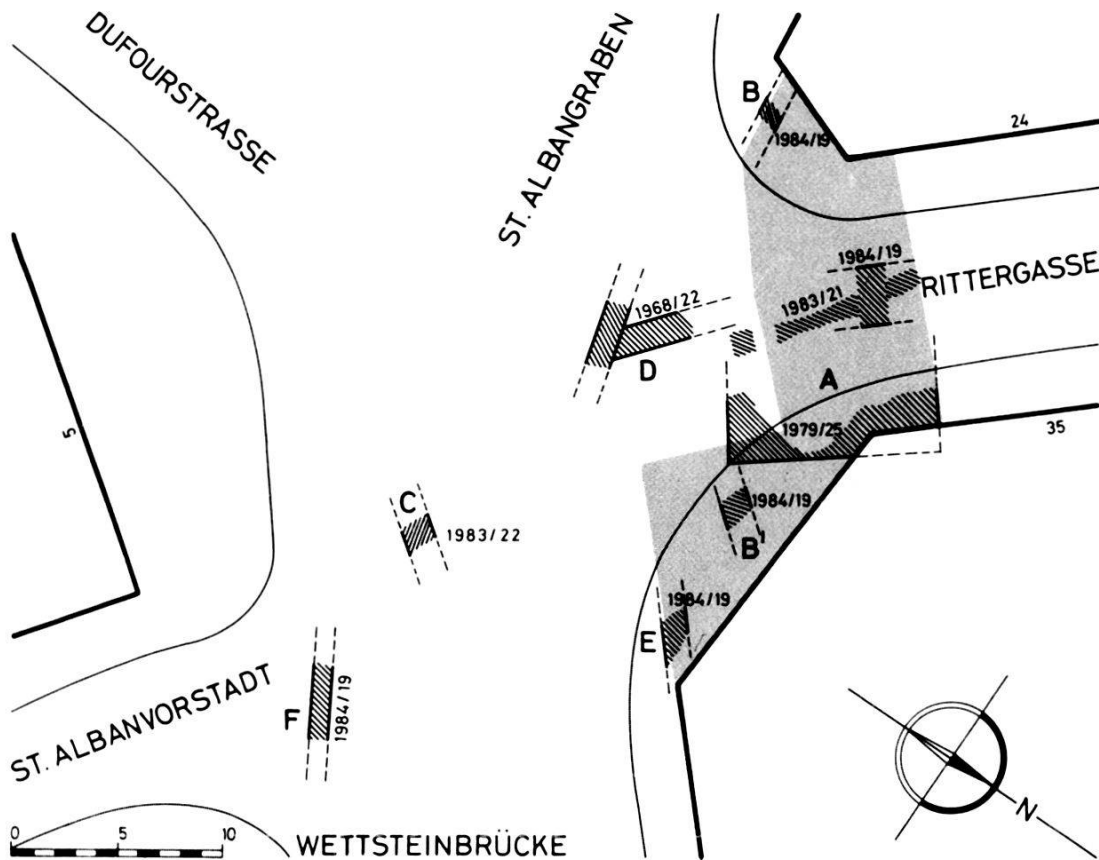 DUFOURSTRASSE
ST. ALBANGRABEN
B
1984/19
24
1984/19
RITTERGASSE
1983/21
1968/22
D
A
1979/25
35
5
C
1983/22
1984/19
B'
1984/19
E
F
1984/19
ST. ALBANVORSTADT
N
0 5 10
WETTSTEINBRÜCKE